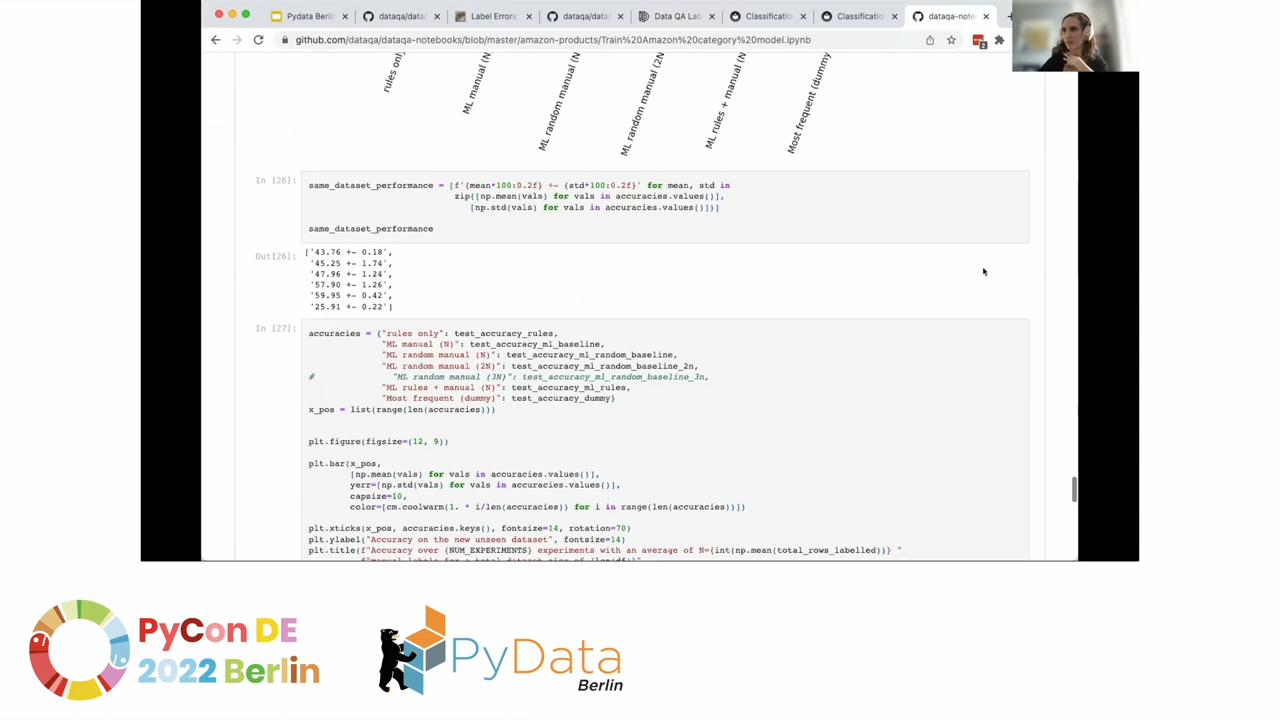 Pydata Berlin
dataqa/data
Label Errors:
dataqa/data
Data QA Lab
Classification
Classification
dataqa-note
github.com/dataqa/dataqa-notebooks/blob/master/amazon-products/Train%20Amazon%20category%20model.ipynb
rules only
ML manual (N
ML random manual (N
ML random manual (2N
ML rules + manual (N
Most frequent (dummy
In [26]:
same_dataset_performance = [f'{mean*100:0.2f} +- {std*100:0.2f}' for mean, std in
zip([np.mean(vals) for vals in accuracies.values()],
[np.std(vals) for vals in accuracies.values()])]
same_dataset_performance
Out[26]:
['43.76 +- 0.18',
'45.25 +- 1.74',
'47.96 +- 1.24',
'57.90 +- 1.26',
'59.95 +- 0.42',
'25.91 +- 0.22']
In [27]:
accuracies = {"rules only": test_accuracy_rules,
"ML manual (N)": test_accuracy_ml_baseline,
"ML random manual (N)": test_accuracy_ml_random_baseline,
"ML random manual (2N)": test_accuracy_ml_random_baseline_2n,
# "ML random manual (3N)": test_accuracy_ml_random_baseline_3n,
"ML rules + manual (N)": test_accuracy_ml_rules,
"Most frequent (dummy)": test_accuracy_dummy}
x_pos = list(range(len(accuracies)))
plt.figure(figsize=(12, 9))
plt.bar(x_pos,
[np.mean(vals) for vals in accuracies.values()],
yerr=[np.std(vals) for vals in accuracies.values()],
capsize=10,
color=[cm.coolwarm(1. * i/len(accuracies)) for i in range(len(accuracies))])
plt.xticks(x_pos, accuracies.keys(), fontsize=14, rotation=70)
plt.ylabel("Accuracy on the new unseen dataset", fontsize=14)
plt.title(f"Accuracy over {NUM_EXPERIMENTS} experiments with an average of N={int(np.mean(total_rows_labelled))} "
PyCon DE
2022 Berlin
PyData
Berlin